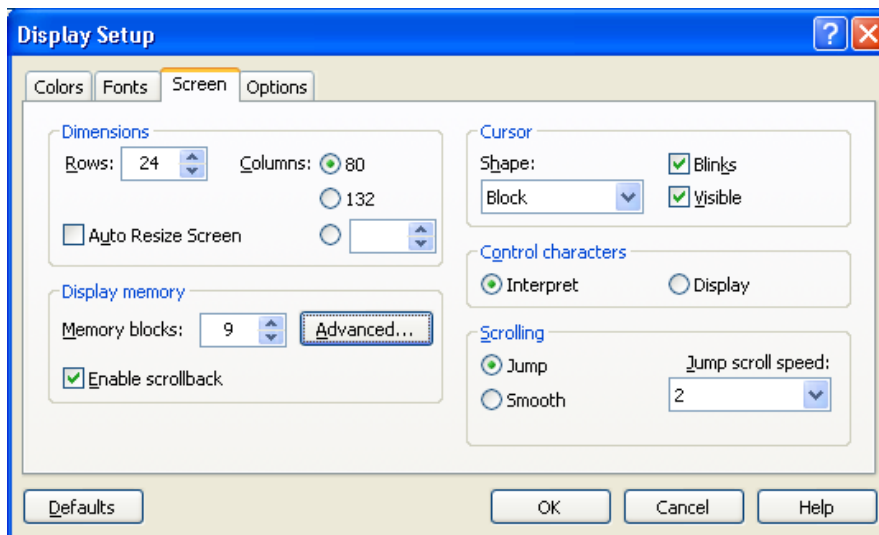 Display Setup
Colors Fonts Screen Options
Dimensions
Rows: 24 Columns: 80
132
Auto Resize Screen
Display memory
Memory blocks: 9 Advanced...
Enable scrollback
Cursor
Shape: Blinks
Block Visible
Control characters
Interpret Display
Scrolling
Jump Jump scroll speed:
Smooth 2
Defaults OK Cancel Help